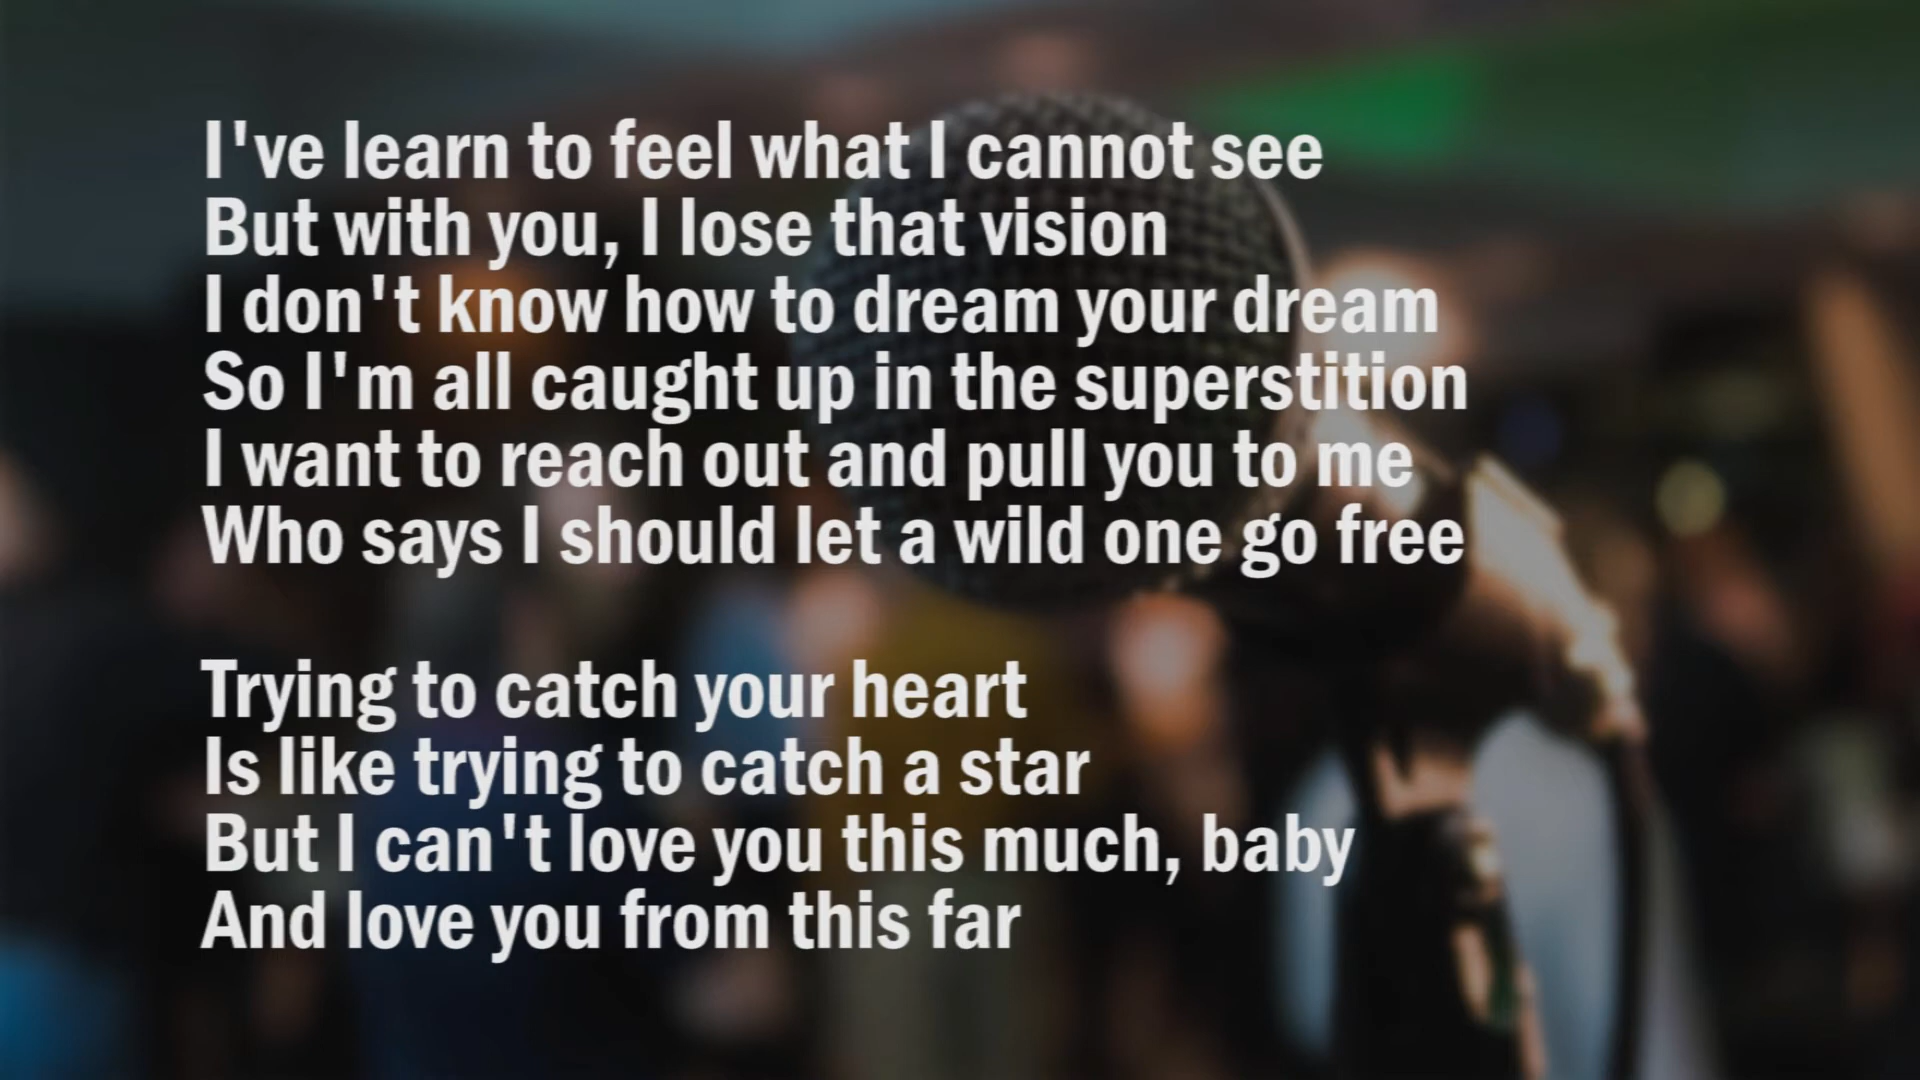 I've learn to feel what I cannot see
But with you, I lose that vision
I don't know how to dream your dream
So I'm all caught up in the superstition
I want to reach out and pull you to me
Who says I should let a wild one go free
Trying to catch your heart
Is like trying to catch a star
But I can't love you this much, baby
And love you from this far